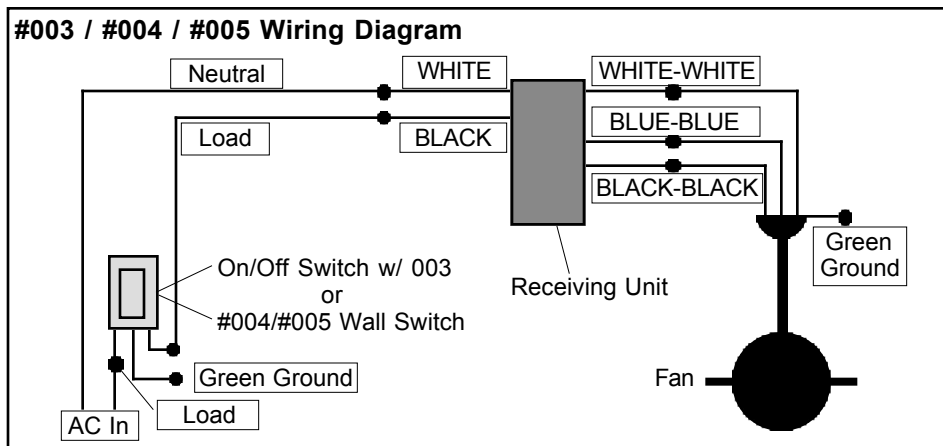 #003 / #004 / #005 Wiring Diagram
Neutral
WHITE
WHITE-WHITE
Load
BLACK
BLUE-BLUE
BLACK-BLACK
Green
Ground
On/Off Switch w/ 003
or
#004/#005 Wall Switch
Receiving Unit
Green Ground
Fan
Load
AC In